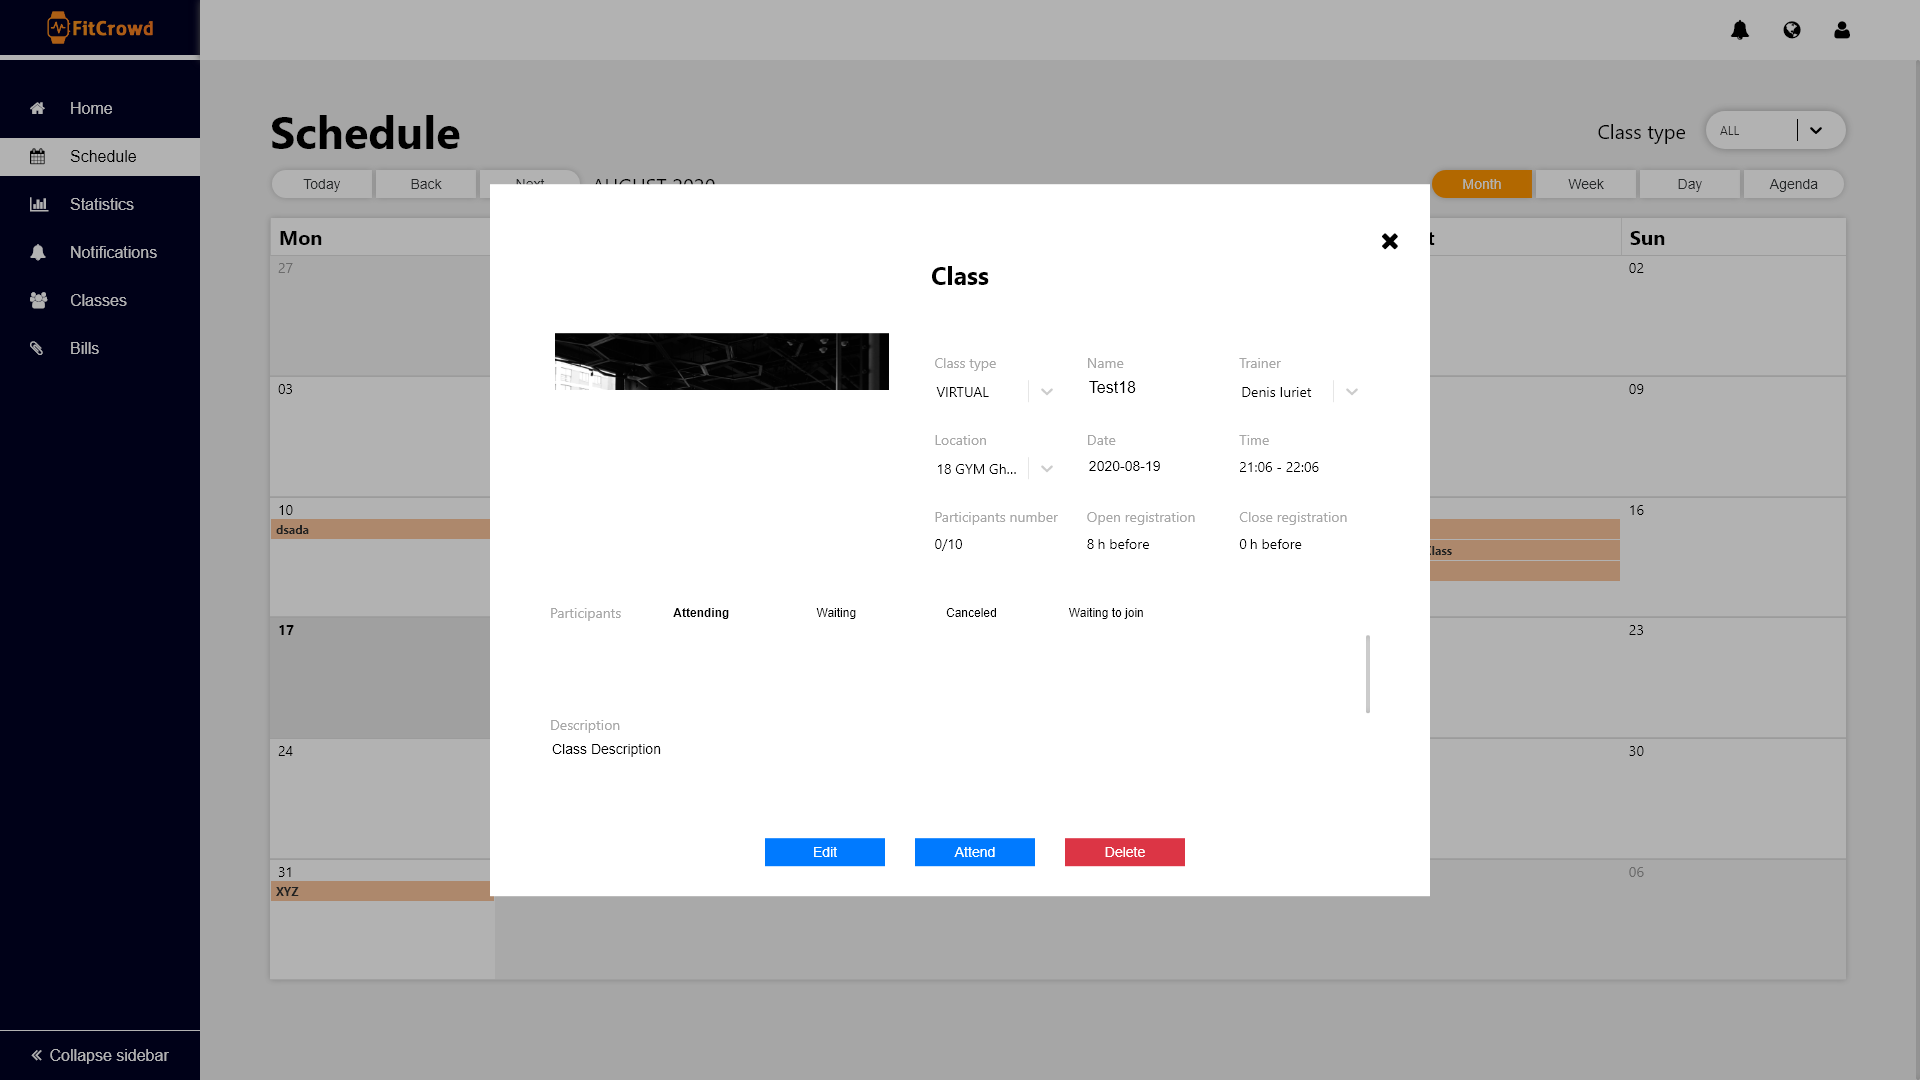 FitCrowd
Home
Schedule
Statistics
Notifications
Classes
Bills
Collapse sidebar
Schedule
Class type
ALL
Today
Back
Next
AUGUST 2020
Month
Week
Day
Agenda
Mon
Sun
27
02
03
09
10
dsada
16
17
23
24
30
31
XYZ
06
Class
Class type
Name
Trainer
VIRTUAL
Test18
Denis Iuriet
Location
Date
Time
18 GYM Gh...
2020-08-19
21:06 - 22:06
Participants number
Open registration
Close registration
0/10
8 h before
0 h before
Participants
Attending
Waiting
Canceled
Waiting to join
Description
Class Description
Edit
Attend
Delete